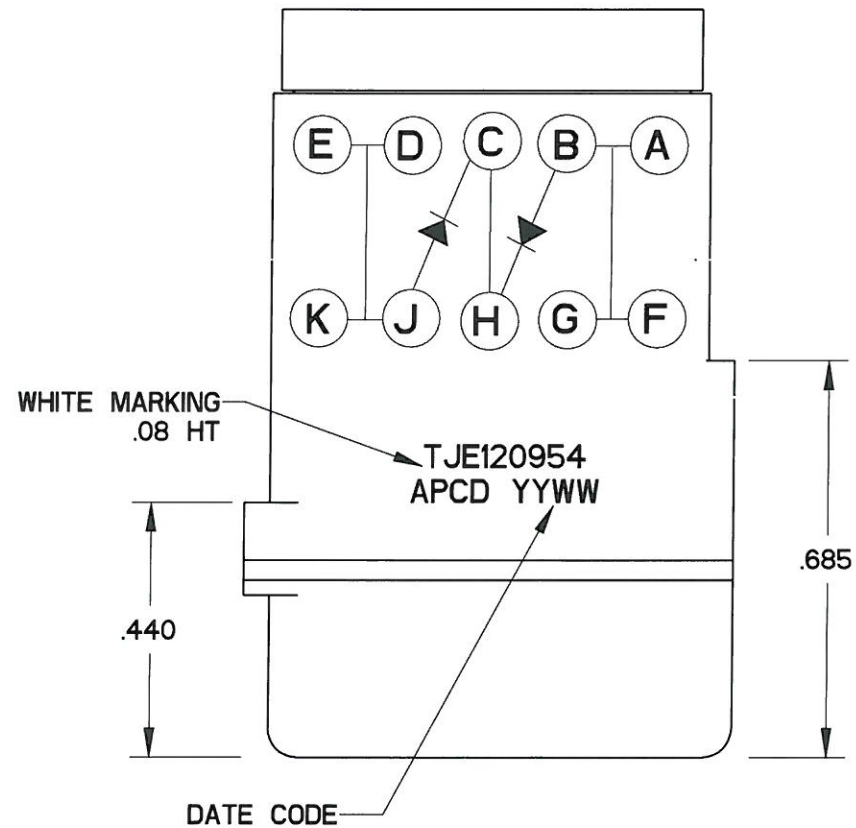 E D C B A
K J H G F
WHITE MARKING
.08 HT
TJE120954
APCD YYWW
.685
.440
DATE CODE